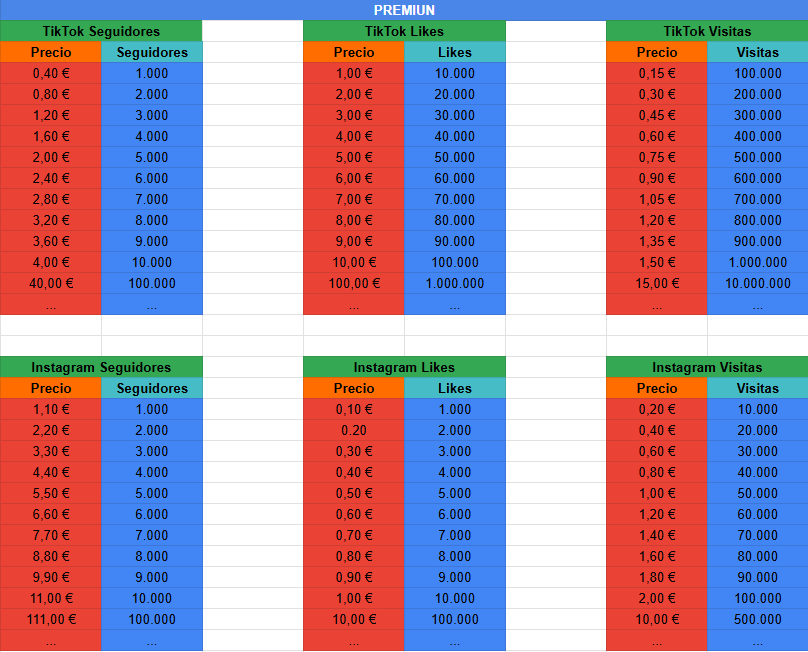 PREMIUN
TikTok Seguidores TikTok Likes TikTok Visitas
Precio Seguidores Precio Likes Precio Visitas
0,40 € 1.000 1,00 € 10.000 0,15 € 100.000
0,80 € 2.000 2,00 € 20.000 0,30 € 200.000
1,20 € 3.000 3,00 € 30.000 0,45 € 300.000
1,60 € 4.000 4,00 € 40.000 0,60 € 400.000
2,00 € 5.000 5,00 € 50.000 0,75 € 500.000
2,40 € 6.000 6,00 € 60.000 0,90 € 600.000
2,80 € 7.000 7,00 € 70.000 1,05 € 700.000
3,20 € 8.000 8,00 € 80.000 1,20 € 800.000
3,60 € 9.000 9,00 € 90.000 1,35 € 900.000
4,00 € 10.000 10,00 € 100.000 1,50 € 1.000.000
40,00 € 100.000 100,00 € 1.000.000 15,00 € 10.000.000
... ... ... ... ... ...
Instagram Seguidores Instagram Likes Instagram Visitas
Precio Seguidores Precio Likes Precio Visitas
1,10 € 1.000 0,10 € 1.000 0,20 € 10.000
2,20 € 2.000 0.20 2.000 0,40 € 20.000
3,30 € 3.000 0,30 € 3.000 0,60 € 30.000
4,40 € 4.000 0,40 € 4.000 0,80 € 40.000
5,50 € 5.000 0,50 € 5.000 1,00 € 50.000
6,60 € 6.000 0,60 € 6.000 1,20 € 60.000
7,70 € 7.000 0,70 € 7.000 1,40 € 70.000
8,80 € 8.000 0,80 € 8.000 1,60 € 80.000
9,90 € 9.000 0,90 € 9.000 1,80 € 90.000
11,00 € 10.000 1,00 € 10.000 2,00 € 100.000
111,00 € 100.000 10,00 € 100.000 10,00 € 500.000
... ... ... ... ... ...